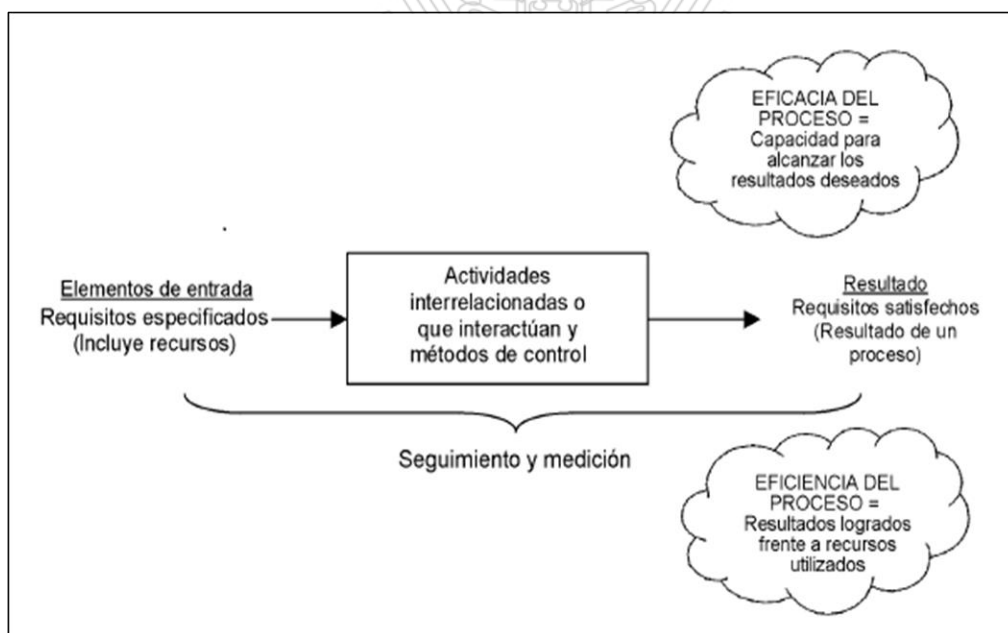 EFICACIA DEL
PROCESO =
Capacidad para
alcanzar los
resultados deseados
Elementos de entrada
Requisitos especificados
(Incluye recursos)
Actividades
interrelacionadas o
que interactúan y
métodos de control
Resultado
Requisitos satisfechos
(Resultado de un
proceso)
Seguimiento y medición
EFICIENCIA DEL
PROCESO =
Resultados logrados
frente a recursos
utilizados